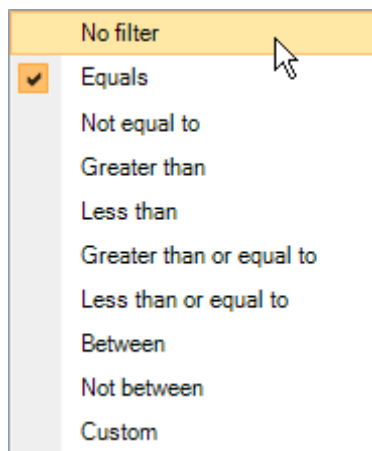 No filter
Equals
Not equal to
Greater than
Less than
Greater than or equal to
Less than or equal to
Between
Not between
Custom